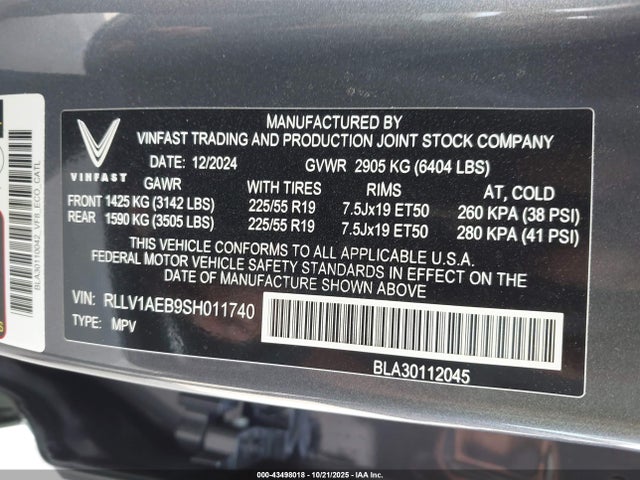 MANUFACTURED BY
VINFAST TRADING AND PRODUCTION JOINT STOCK COMPANY
VINFAST
DATE: 12/2024 GVWR 2905 KG (6404 LBS)
GAWR WITH TIRES RIMS AT, COLD
FRONT 1425 KG (3142 LBS) 225/55 R19 7.5Jx19 ET50 260 KPA (38 PSI)
REAR 1590 KG (3505 LBS) 225/55 R19 7.5Jx19 ET50 280 KPA (41 PSI)
THIS VEHICLE CONFORMS TO ALL APPLICABLE U.S.A.
FEDERAL MOTOR VEHICLE SAFETY STANDARDS IN EFFECT ON THE
DATE OF MANUFACTURE SHOWN ABOVE
VIN: RLLV1AEB9SH011740
TYPE: MPV
BLA30112045
BLA30110042_VF8_ECO_CATL
000-43498018 - 10/21/2025 - IAA, Inc.